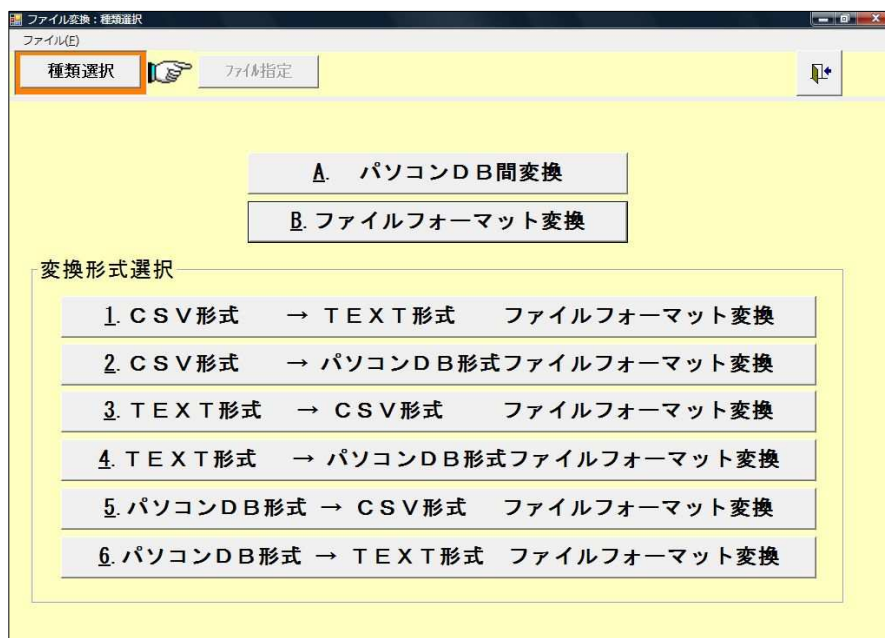 ファイル変換：種類選択
ファイル(F)
種類選択 ファイル指定
A. パソコンＤＢ間変換
B. ファイルフォーマット変換
変換形式選択
1. ＣＳＶ形式 → ＴＥＸＴ形式 ファイルフォーマット変換
2. ＣＳＶ形式 → パソコンＤＢ形式ファイルフォーマット変換
3. ＴＥＸＴ形式 → ＣＳＶ形式 ファイルフォーマット変換
4. ＴＥＸＴ形式 → パソコンＤＢ形式ファイルフォーマット変換
5. パソコンＤＢ形式 → ＣＳＶ形式 ファイルフォーマット変換
6. パソコンＤＢ形式 → ＴＥＸＴ形式 ファイルフォーマット変換